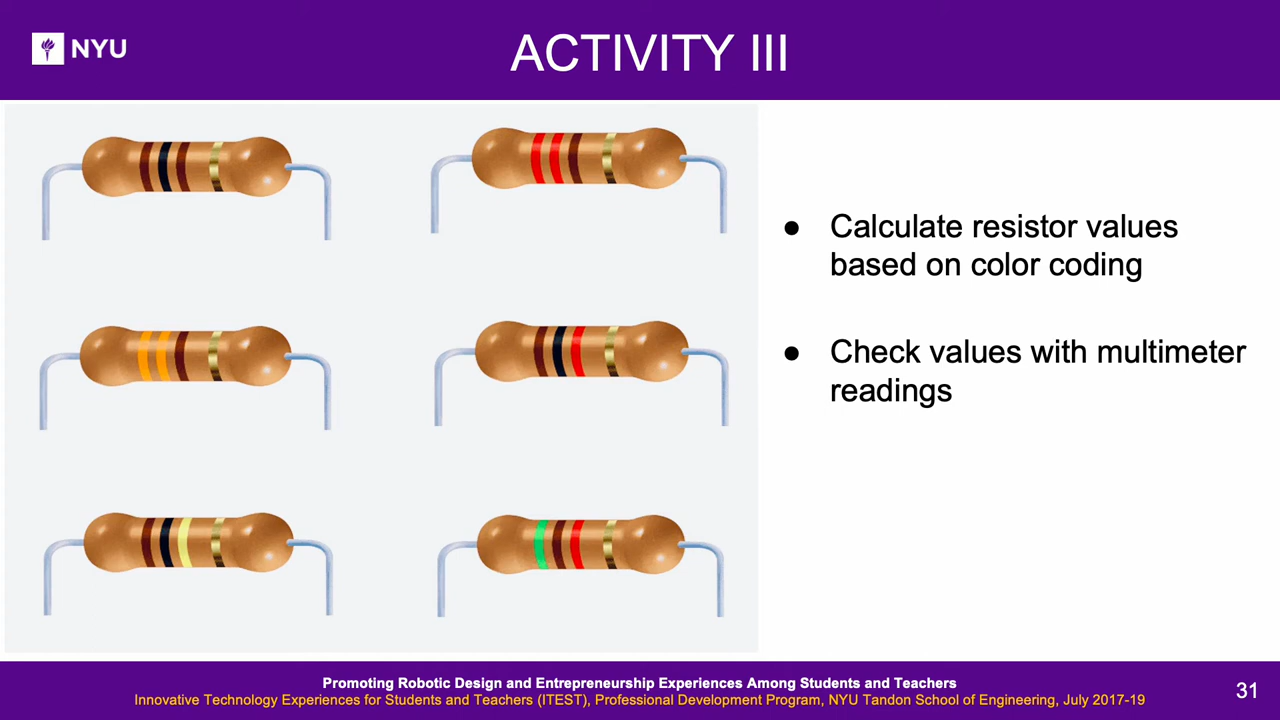 NYU
ACTIVITY III
● Calculate resistor values
based on color coding
● Check values with multimeter
readings
Promoting Robotic Design and Entrepreneurship Experiences Among Students and Teachers
Innovative Technology Experiences for Students and Teachers (ITEST), Professional Development Program, NYU Tandon School of Engineering, July 2017-19
31